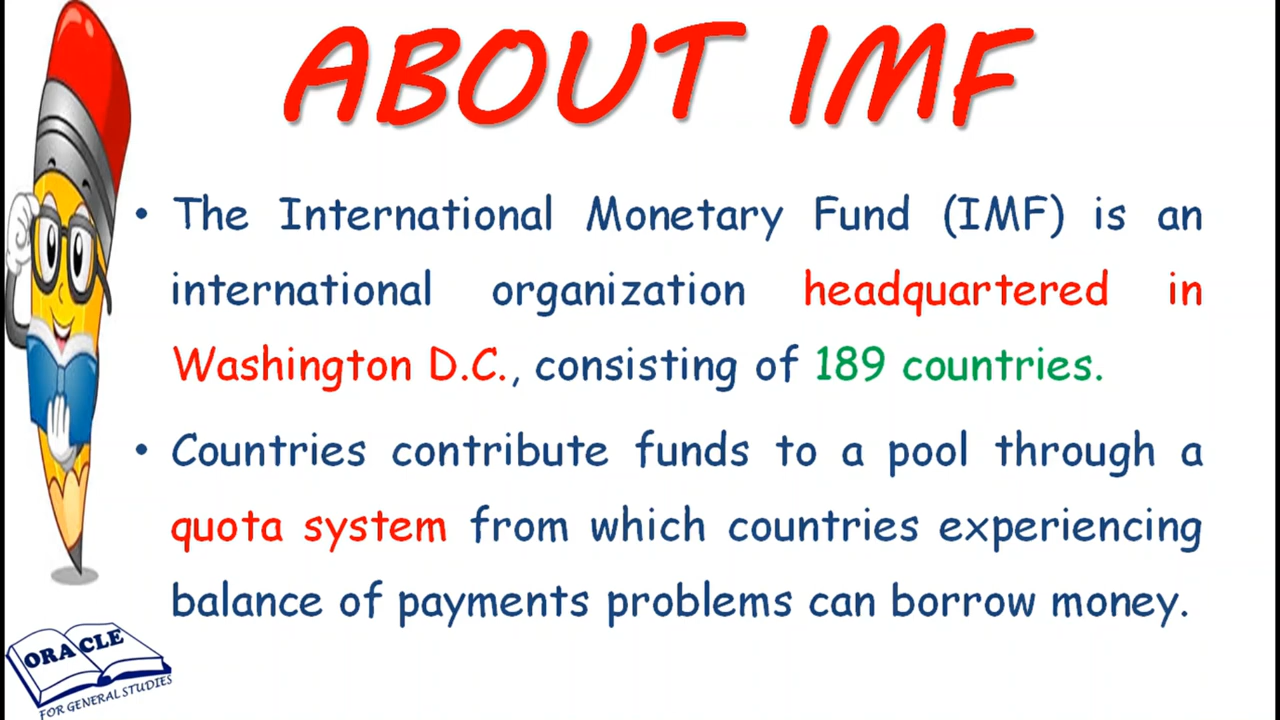 ABOUT IMF
• The International Monetary Fund (IMF) is an
international organization headquartered in
Washington D.C., consisting of 189 countries.
• Countries contribute funds to a pool through a
quota system from which countries experiencing
balance of payments problems can borrow money.
ORACLE
FOR GENERAL STUDIES